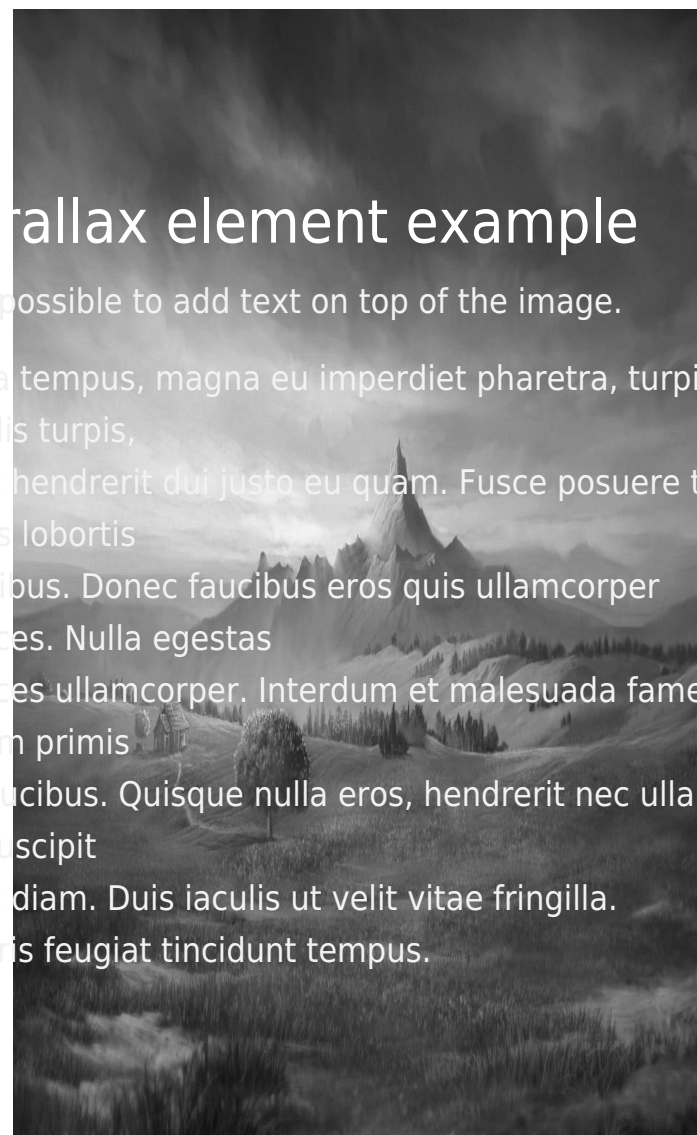 rallax element example
possible to add text on top of the image.
a tempus, magna eu imperdiet pharetra, turpi
lis turpis,
hendrerit dui justo eu quam. Fusce posuere t
s lobortis
ibus. Donec faucibus eros quis ullamcorper
ces. Nulla egestas
ces ullamcorper. Interdum et malesuada fame
m primis
ucibus. Quisque nulla eros, hendrerit nec ulla
uscipit
diam. Duis iaculis ut velit vitae fringilla.
ris feugiat tincidunt tempus.